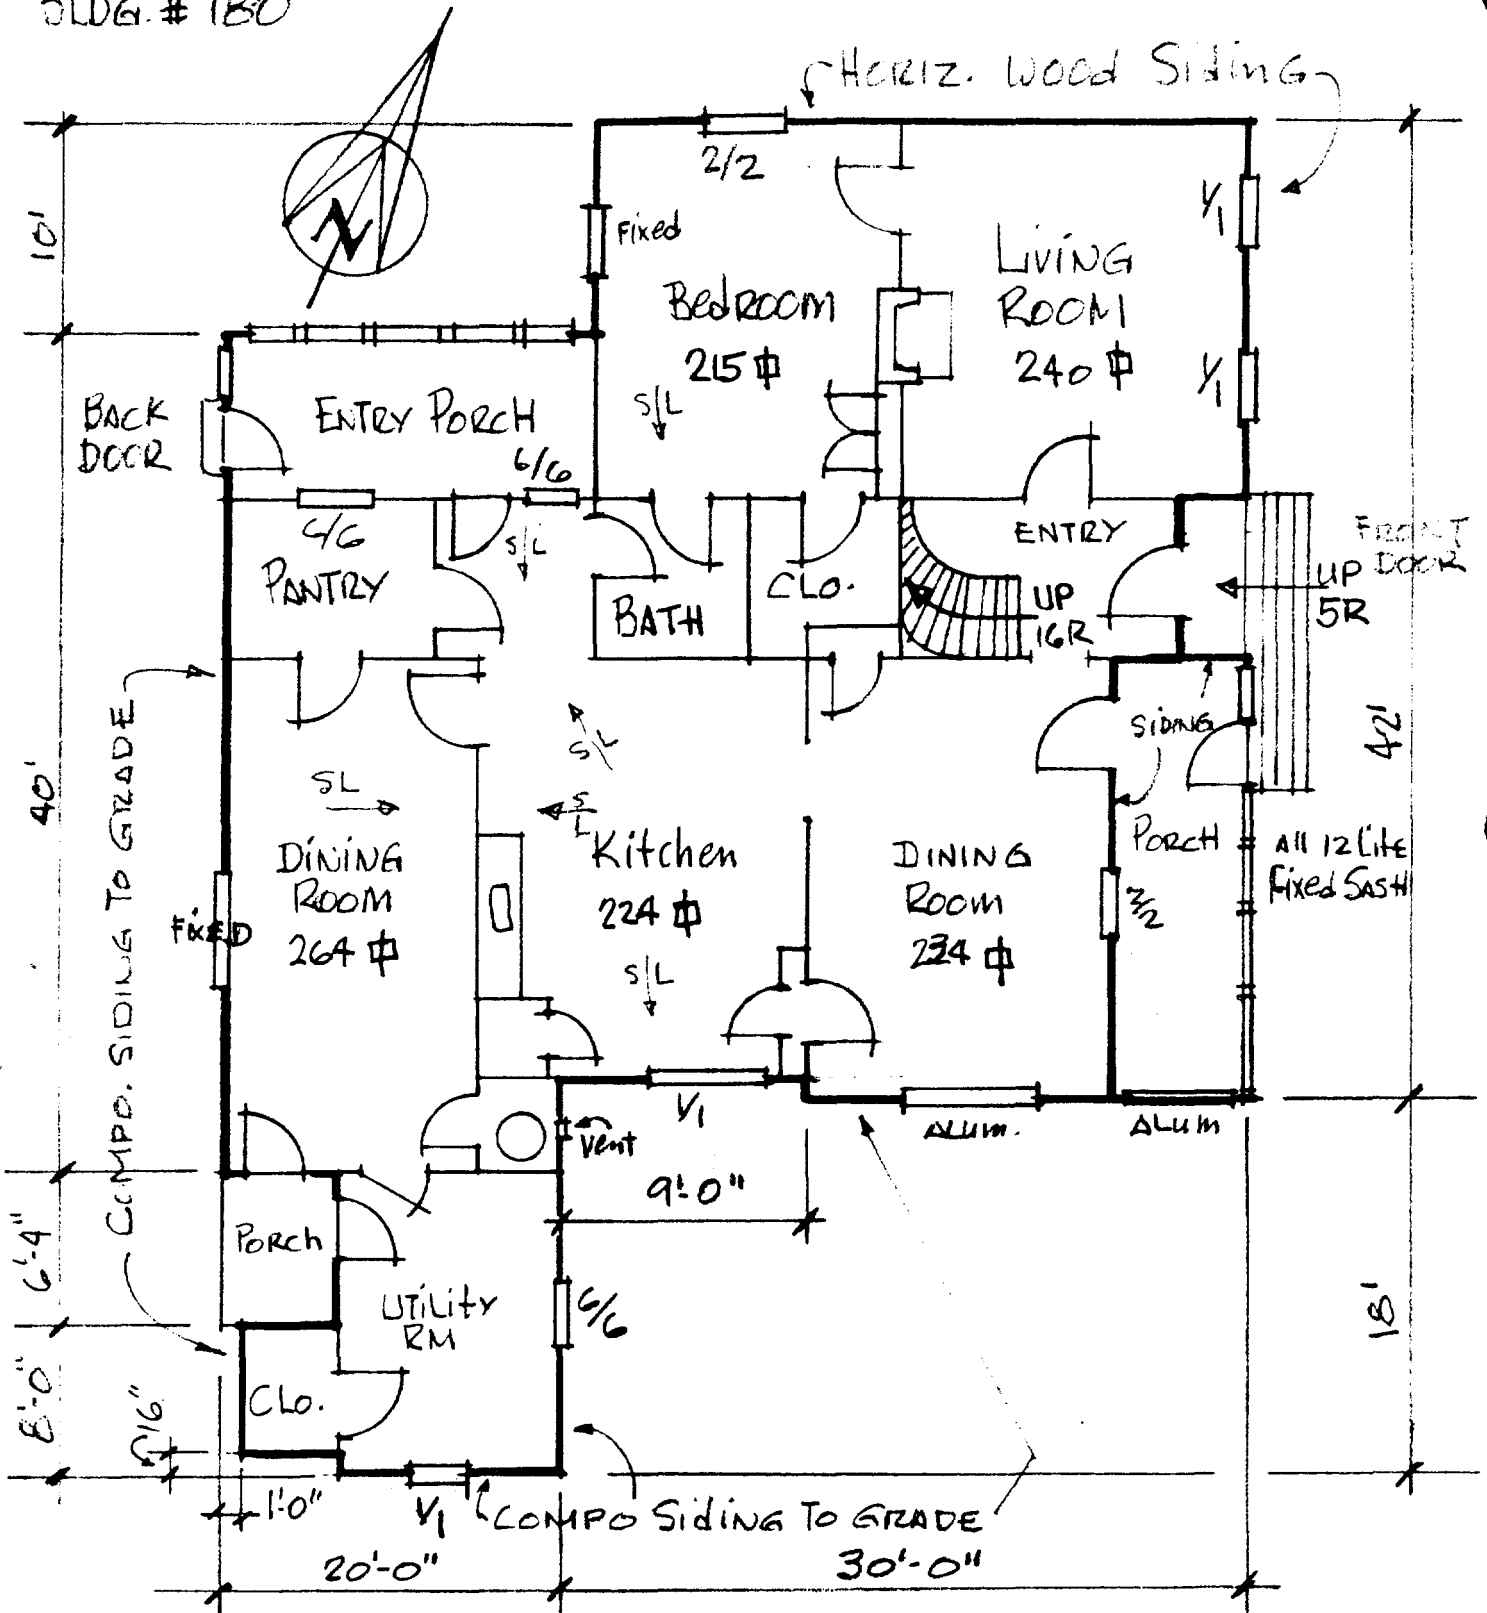 BLDG. # 180
HORIZ. WOOD SIDING
2/2
Fixed
1/1
10'
N
LIVING
ROOM
240 ⌽
BedROOM
215 ⌽
1/1
S/L
BACK
DOOR
ENTRY PORCH
6/6
6/6
S/L
ENTRY
FRONT
DOOR
PANTRY
BATH
CLO.
UP
16R
UP
5R
SIDING
42'
40'
COMPO. SIDING TO GRADE
SL
S/L
S/L
DINING
ROOM
264 ⌽
Kitchen
224 ⌽
DINING
ROOM
234 ⌽
PORCH
All 12 Lite
Fixed SASH
2/2
FIXED
S/L
1/1
Vent
ALUM.
ALUM
9'-0"
6'-4"
PORCH
UTILITY
RM
6/6
18'
8'-0"
CLO.
16"
1'-0"
1/1
COMPO SIDING TO GRADE
20'-0"
30'-0"